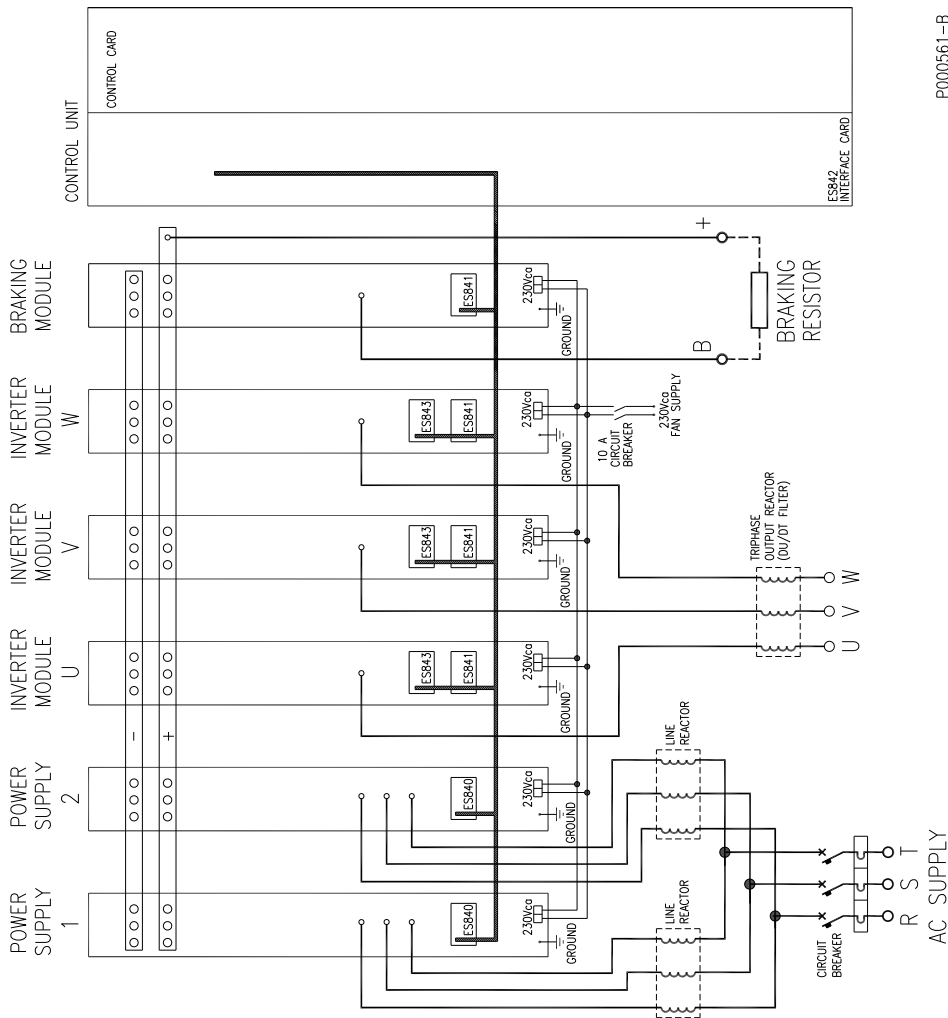 CONTROL UNIT
CONTROL CARD
ES842
INTERFACE CARD
P000561-B
BRAKING
MODULE
ES841
230Vca
GROUND
+
B
BRAKING
RESISTOR
INVERTER
MODULE
W
ES843
ES841
230Vca
GROUND
10 A
CIRCUIT
BREAKER
230Vca
FAN SUPPLY
INVERTER
MODULE
V
ES843
ES841
230Vca
GROUND
TRIPHASE
OUTPUT REACTOR
(DU/DT FILTER)
W
V
U
INVERTER
MODULE
U
ES843
ES841
230Vca
GROUND
-
+
POWER
SUPPLY
2
ES840
230Vca
GROUND
LINE
REACTOR
POWER
SUPPLY
1
ES840
230Vca
GROUND
LINE
REACTOR
CIRCUIT
BREAKER
R S T
AC SUPPLY